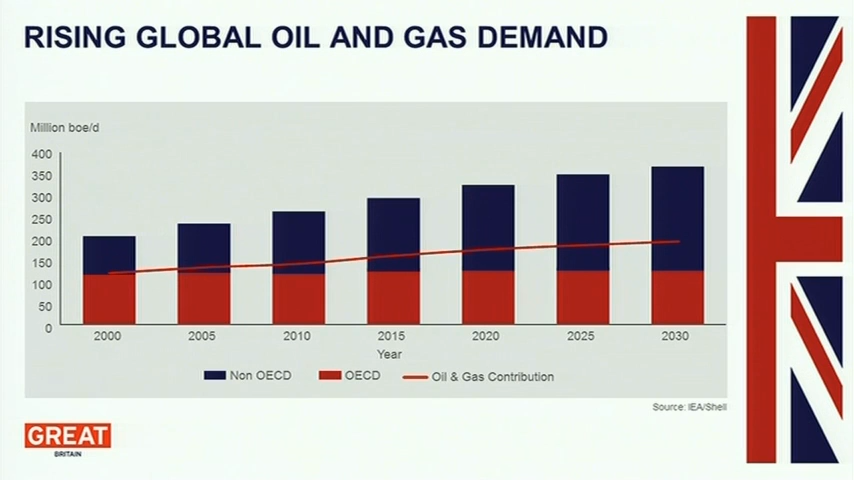 RISING GLOBAL OIL AND GAS DEMAND
Million boe/d
400
350
300
250
200
150
100
50
0
2000 2005 2010 2015 2020 2025 2030
Year
Non OECD OECD Oil & Gas Contribution
Source: IEA/Shell
GREAT
BRITAIN